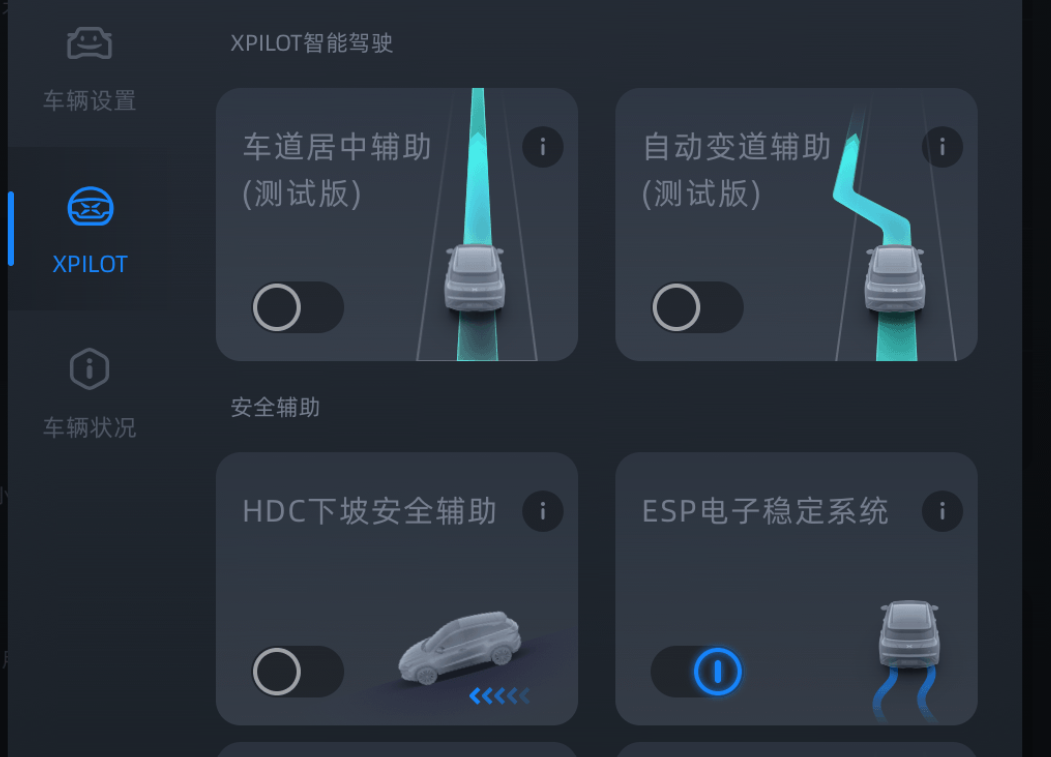 XPILOT智能驾驶
车辆设置
车道居中辅助
(测试版)
自动变道辅助
(测试版)
XPILOT
安全辅助
车辆状况
HDC下坡安全辅助
ESP电子稳定系统